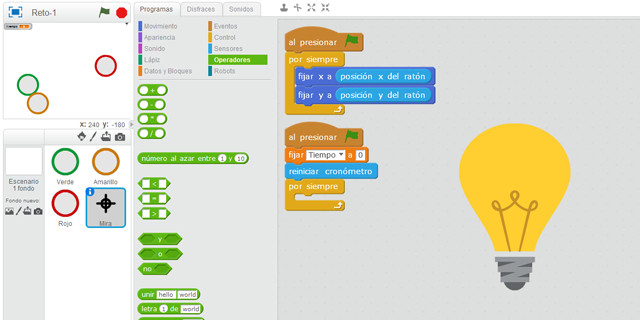 Reto-1
x: 240 y: -180
Escenario
1 fondo
Fondo nuevo:
Verde
Amarillo
Rojo
Mira
Programas
Disfraces
Sonidos
Movimiento
Apariencia
Sonido
Lápiz
Datos y Bloques
Eventos
Control
Sensores
Operadores
Robots
+
-
*
/
número al azar entre 1 y 10
<
=
>
y
o
no
unir hello world
letra 1 de world
al presionar
por siempre
fijar x a posición x del ratón
fijar y a posición y del ratón
al presionar
fijar Tiempo a 0
reiniciar cronómetro
por siempre